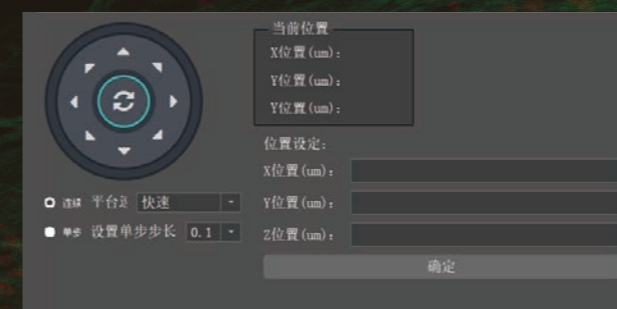 当前位置
X位置(um):
Y位置(um):
Y位置(um):
位置设定:
X位置(um):
Y位置(um):
Z位置(um):
确定
连续 平台 快速
单步 设置单步步长 0.1